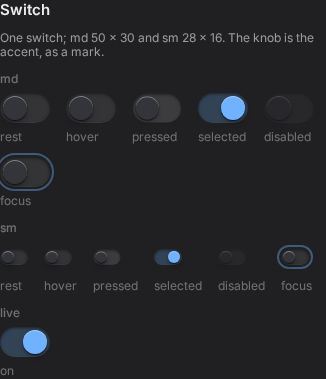 Switch
One switch; md 50 × 30 and sm 28 × 16. The knob is the
accent, as a mark.
md
rest hover pressed selected disabled
focus
sm
rest hover pressed selected disabled focus
live
on